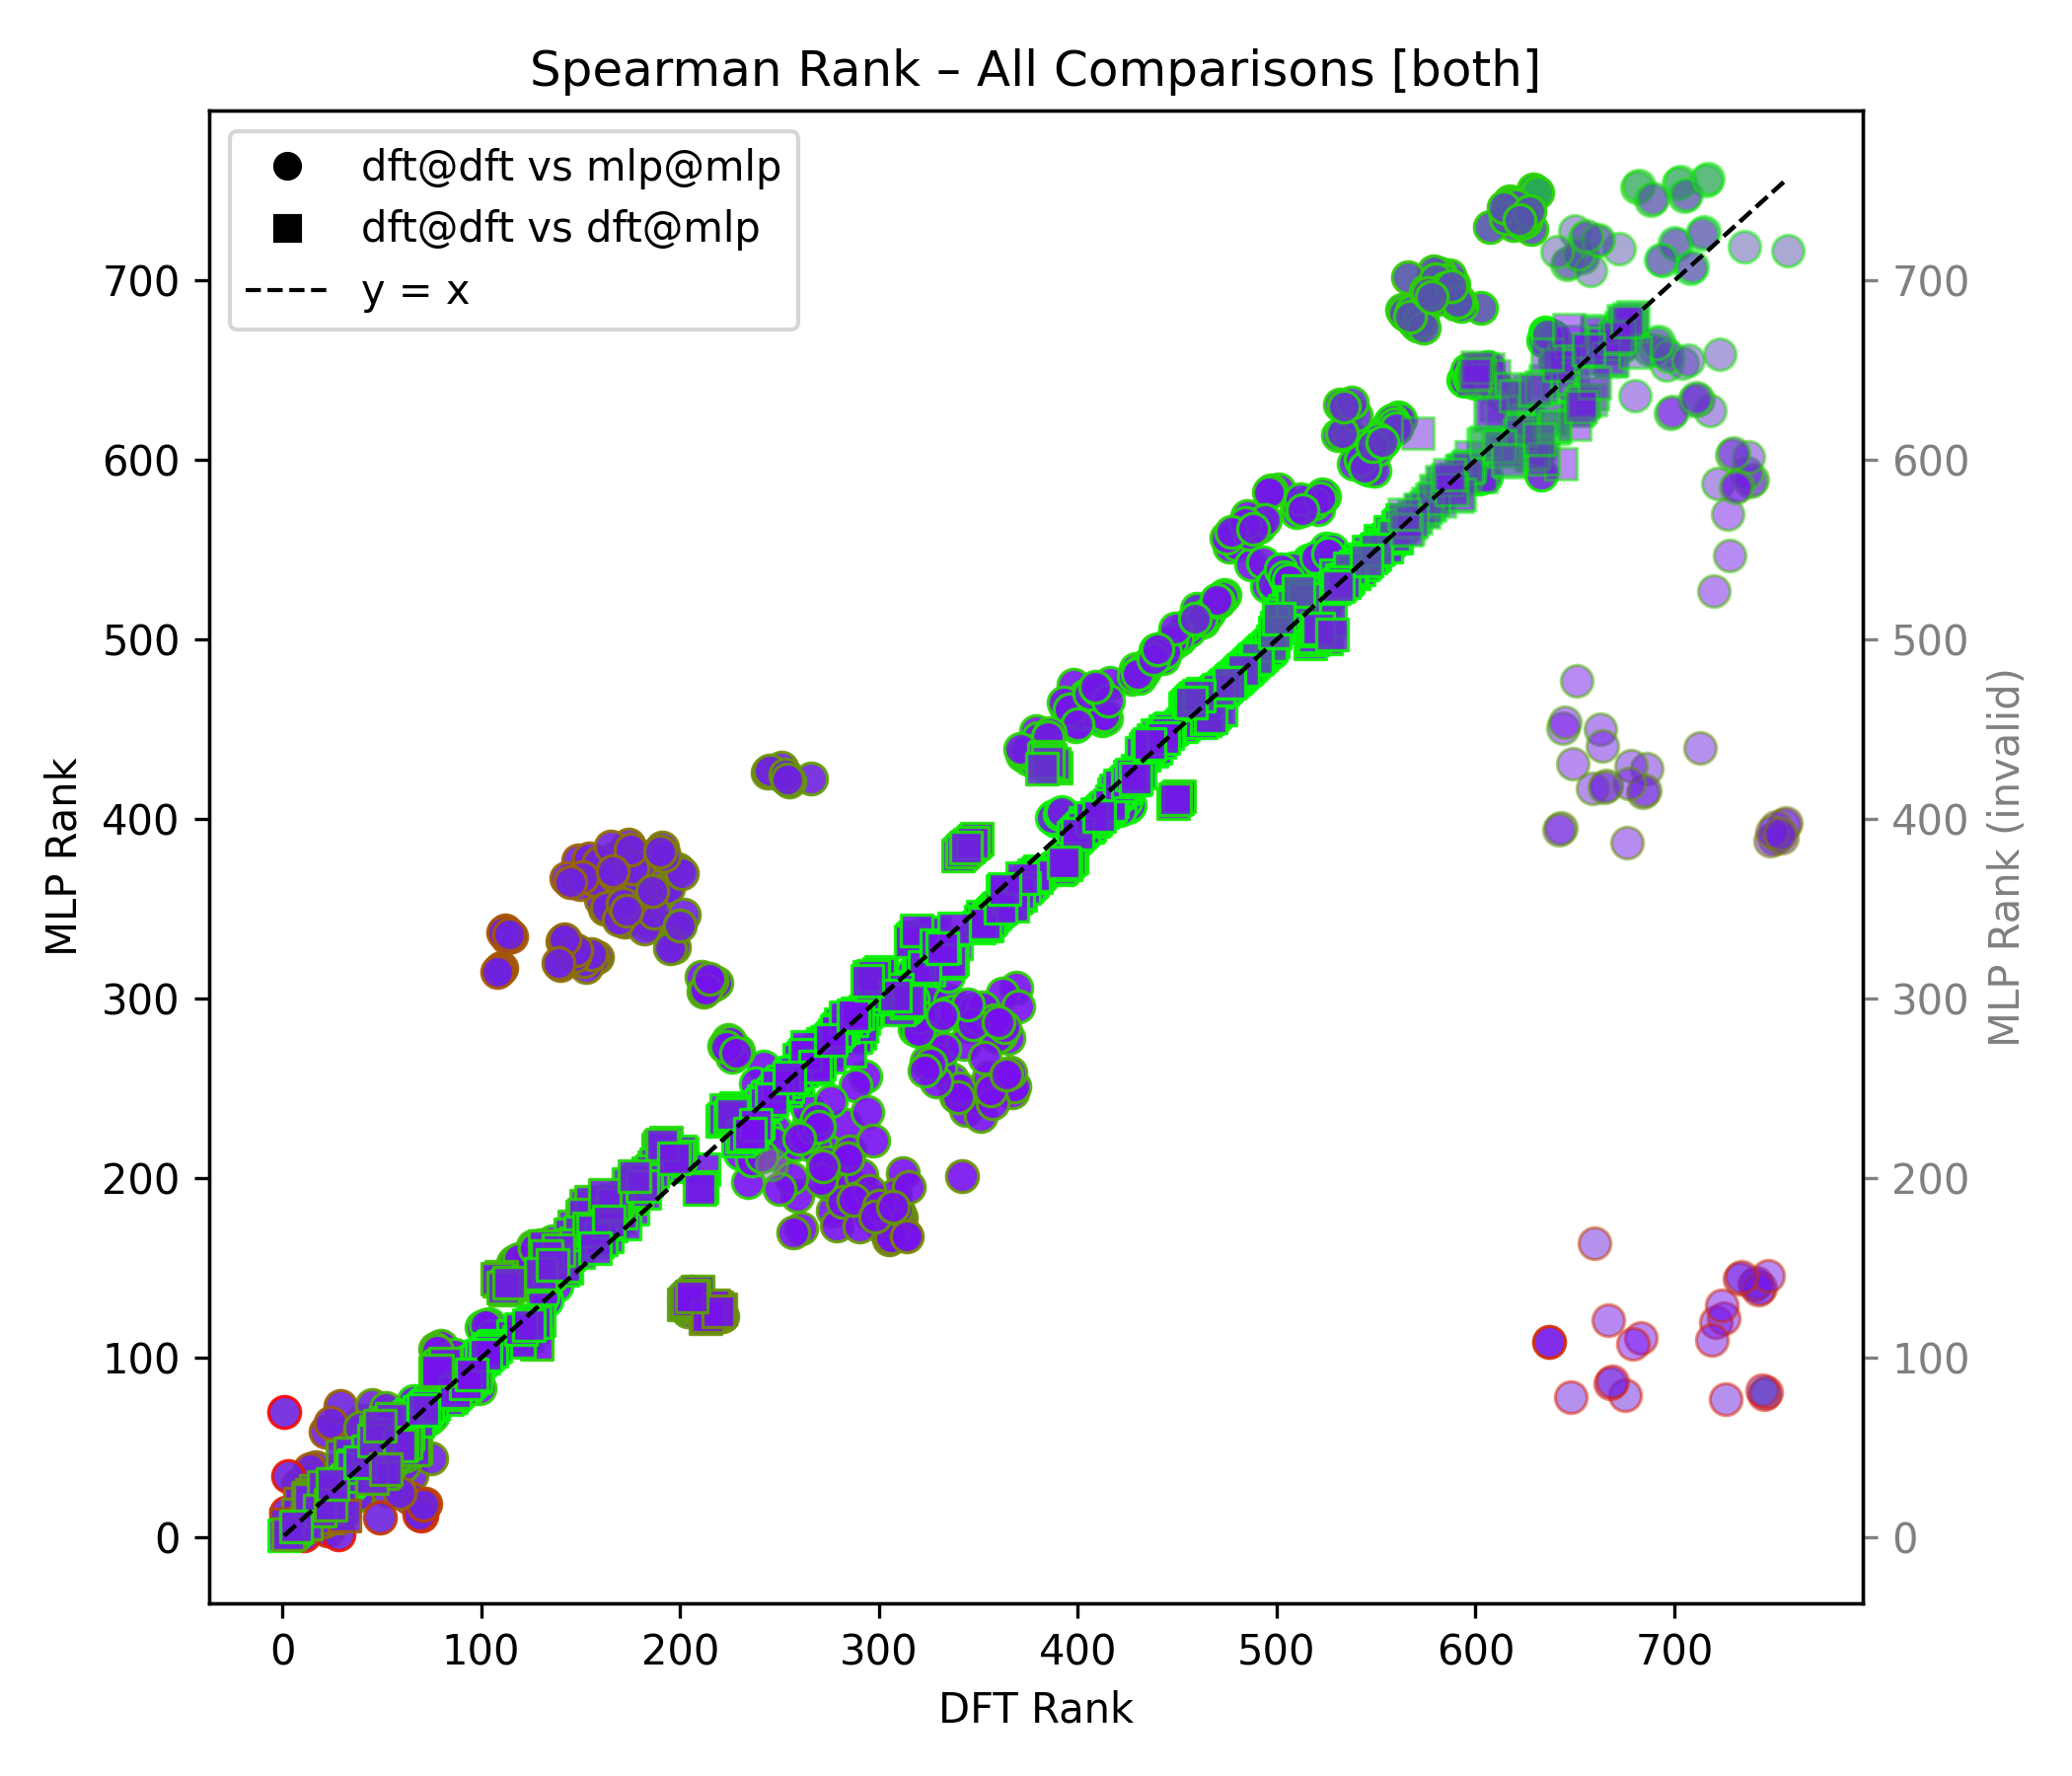 Spearman Rank – All Comparisons [both]
dft@dft vs mlp@mlp
dft@dft vs dft@mlp
y = x
MLP Rank
700
600
500
400
300
200
100
0
700
600
500
400
300
200
100
0
MLP Rank (invalid)
0 100 200 300 400 500 600 700
DFT Rank